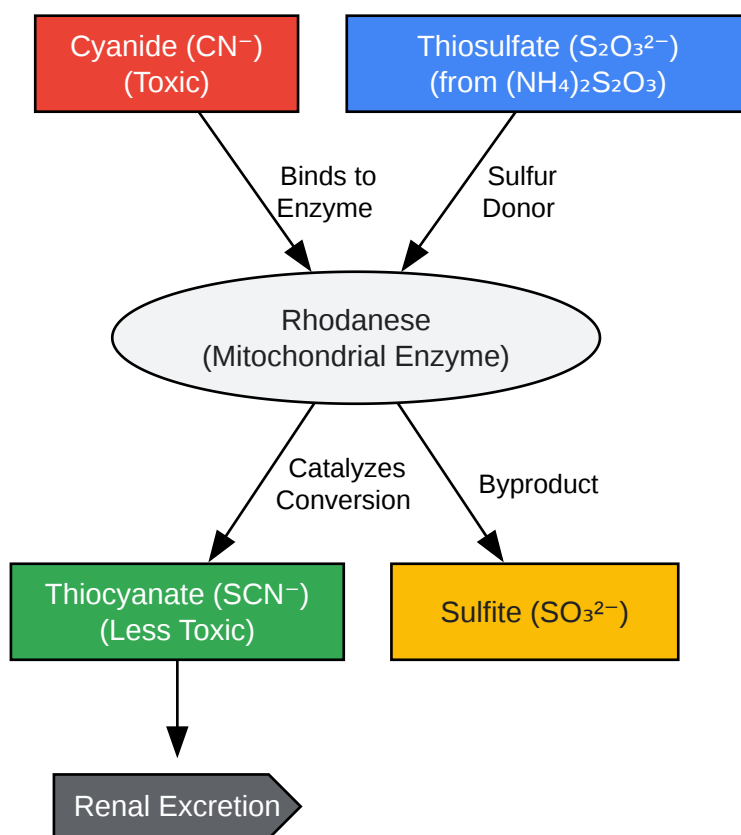 Cyanide (CN⁻)
(Toxic)
Thiosulfate (S₂O₃²⁻)
(from (NH₄)₂S₂O₃)
Binds to
Enzyme
Sulfur
Donor
Rhodanese
(Mitochondrial Enzyme)
Catalyzes
Conversion
Byproduct
Thiocyanate (SCN⁻)
(Less Toxic)
Sulfite (SO₃²⁻)
Renal Excretion